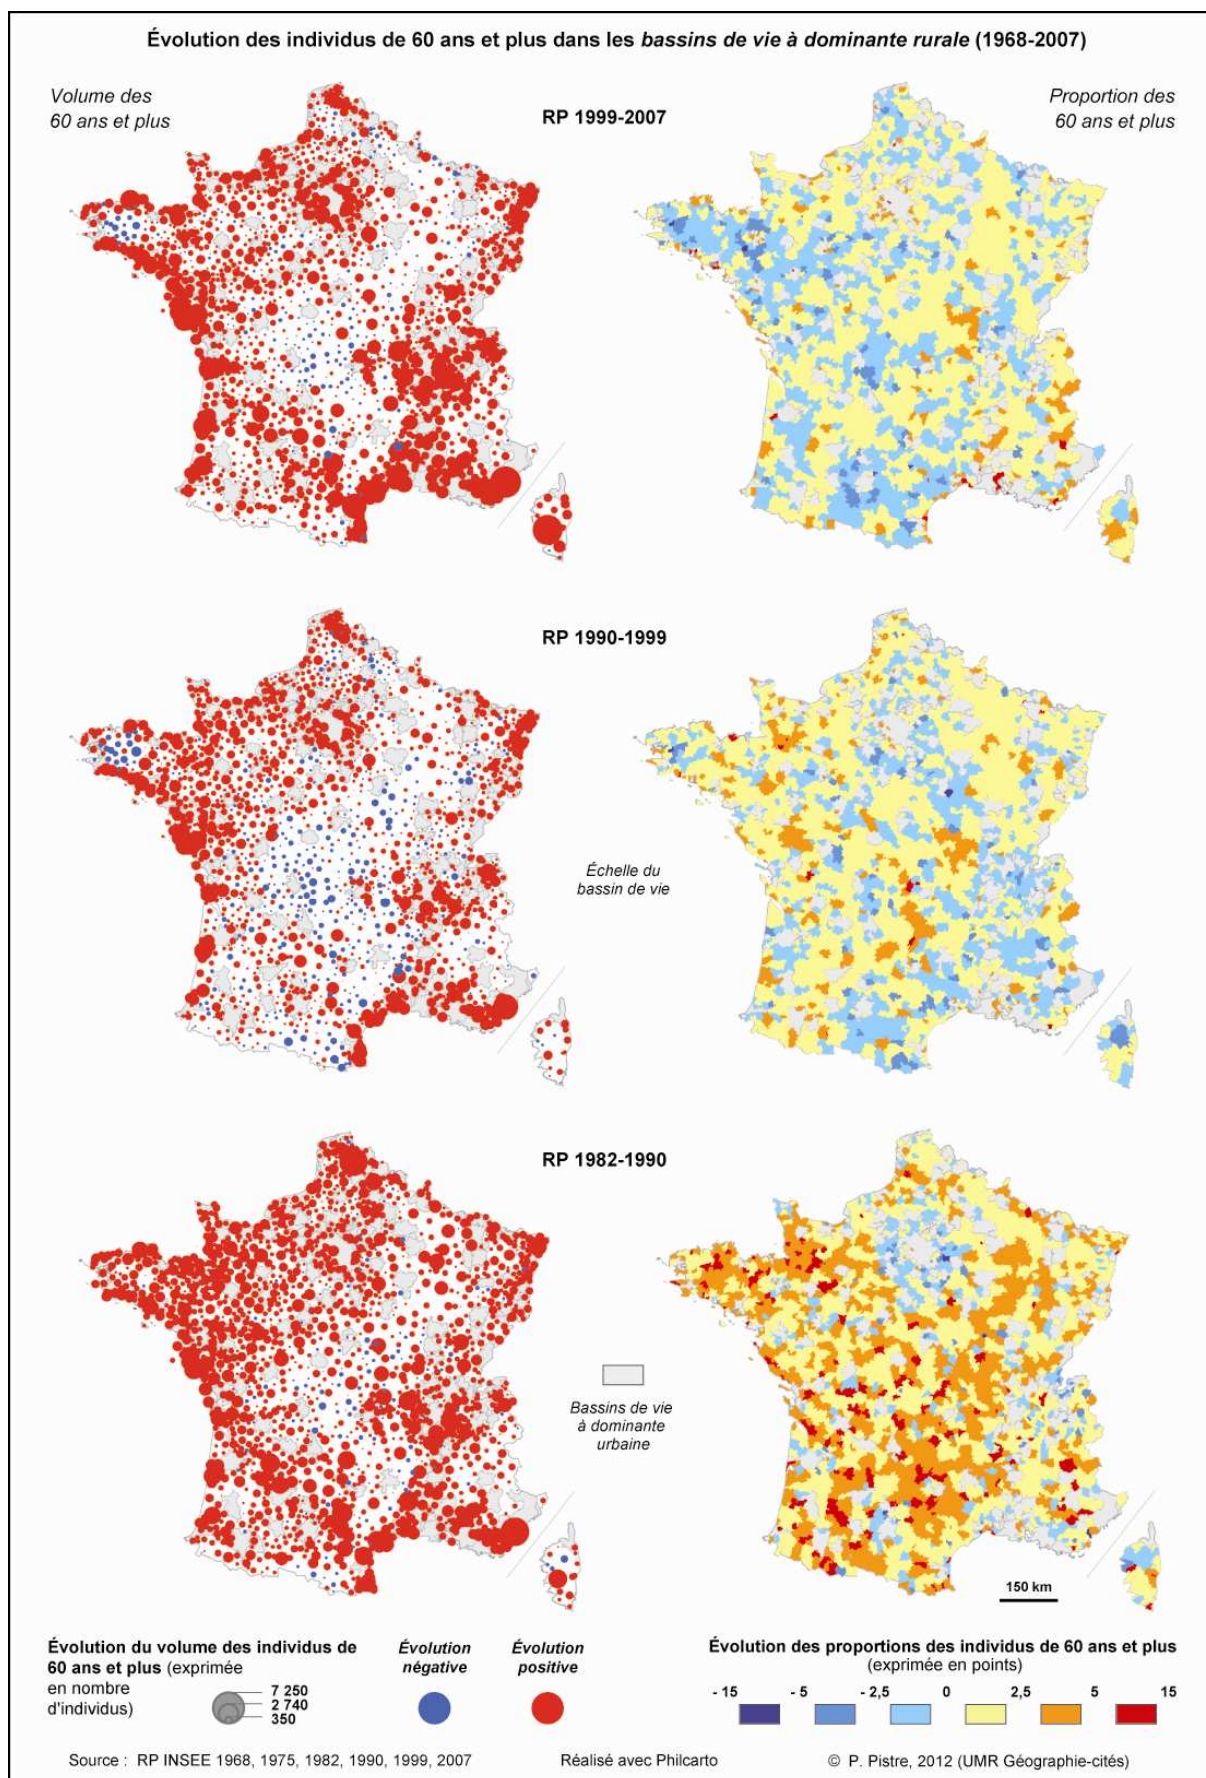 Évolution des individus de 60 ans et plus dans les bassins de vie à dominante rurale (1968-2007)
Volume des
60 ans et plus
RP 1999-2007
Proportion des
60 ans et plus
RP 1990-1999
Échelle du
bassin de vie
RP 1982-1990
Bassins de vie
à dominante
urbaine
150 km
Évolution du volume des individus de
60 ans et plus (exprimée
en nombre
d'individus)
7 250
2 740
350
Évolution
négative
Évolution
positive
Évolution des proportions des individus de 60 ans et plus
(exprimée en points)
- 15 - 5 - 2,5 0 2,5 5 15
Source : RP INSEE 1968, 1975, 1982, 1990, 1999, 2007
Réalisé avec Philcarto
© P. Pistre, 2012 (UMR Géographie-cités)